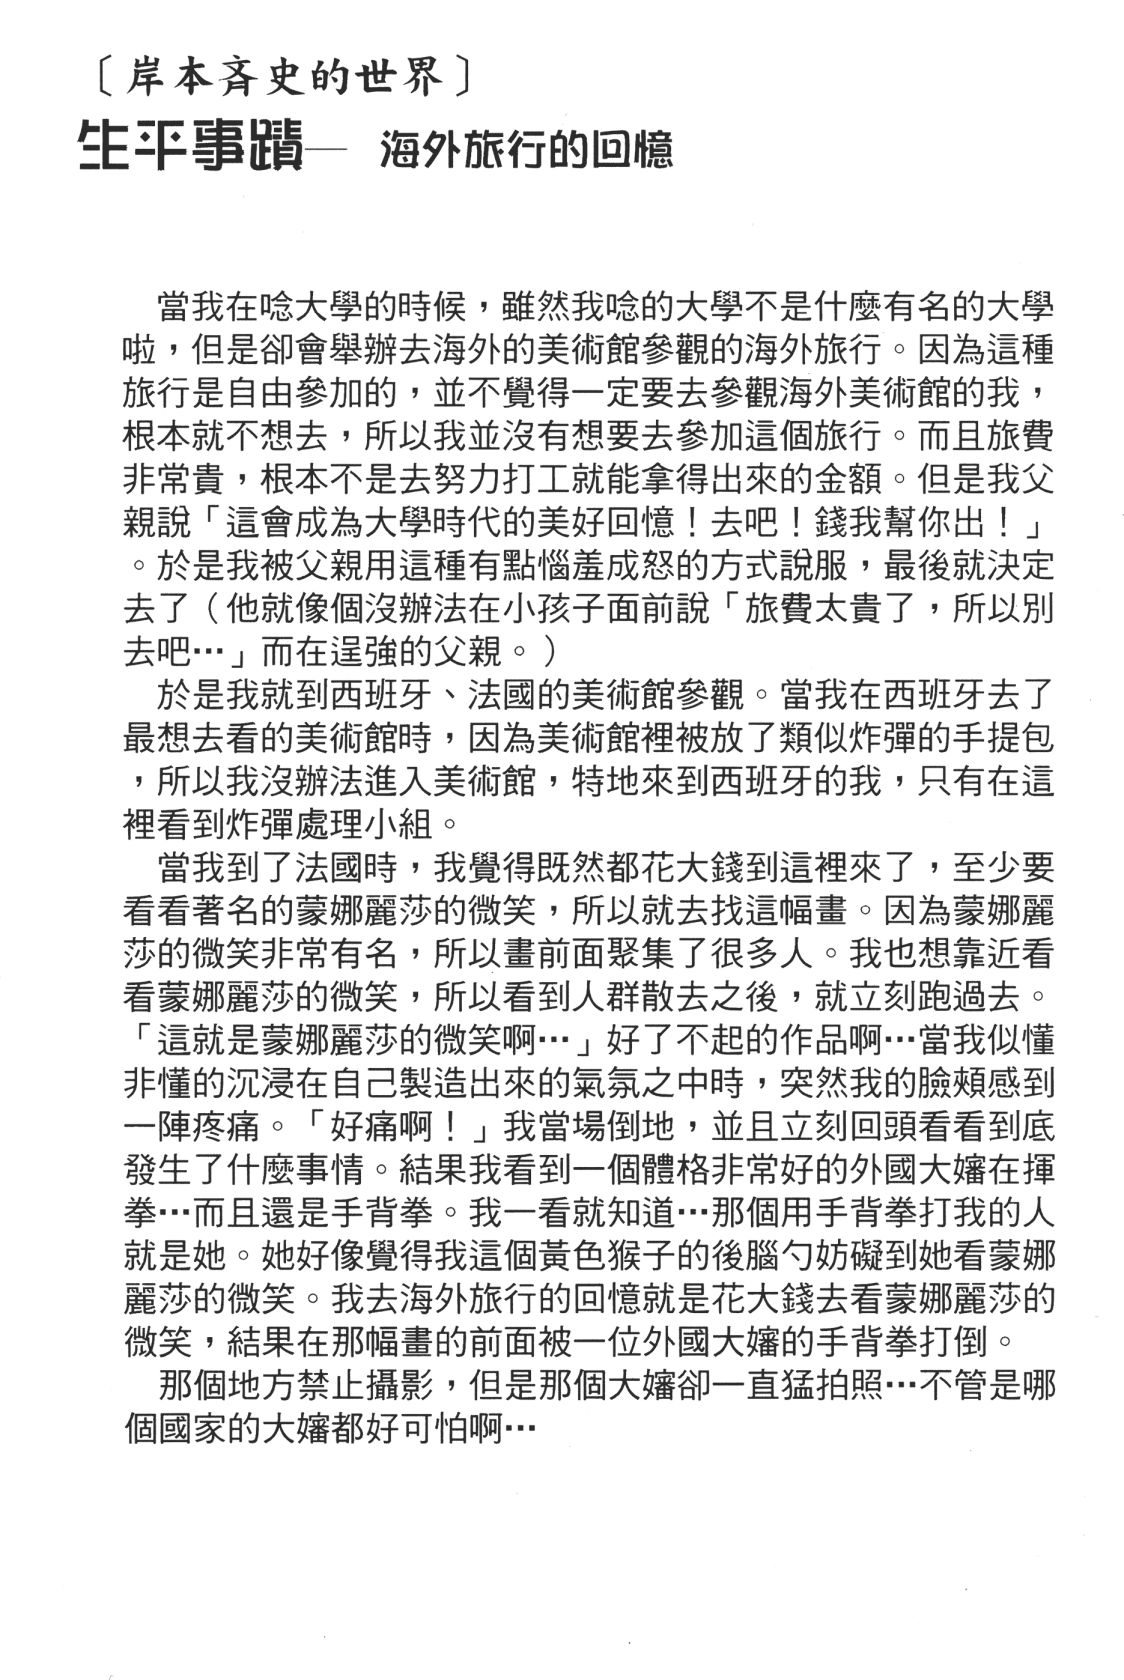 〔岸本斉史的世界〕
生平事蹟— 海外旅行的回憶
當我在唸大學的時候，雖然我唸的大學不是什麼有名的大學
啦，但是卻會舉辦去海外的美術館參觀的海外旅行。因為這種
旅行是自由參加的，並不覺得一定要去參觀海外美術館的我，
根本就不想去，所以我並沒有想要去參加這個旅行。而且旅費
非常貴，根本不是去努力打工就能拿得出來的金額。但是我父
親說「這會成為大學時代的美好回憶！去吧！錢我幫你出！」
。於是我被父親用這種有點惱羞成怒的方式說服，最後就決定
去了（他就像個沒辦法在小孩子面前說「旅費太貴了，所以別
去吧…」而在逞強的父親。）
於是我就到西班牙、法國的美術館參觀。當我在西班牙去了
最想去看的美術館時，因為美術館裡被放了類似炸彈的手提包
，所以我沒辦法進入美術館，特地來到西班牙的我，只有在這
裡看到炸彈處理小組。
當我到了法國時，我覺得既然都花大錢到這裡來了，至少要
看看著名的蒙娜麗莎的微笑，所以就去找這幅畫。因為蒙娜麗
莎的微笑非常有名，所以畫前面聚集了很多人。我也想靠近看
看蒙娜麗莎的微笑，所以看到人群散去之後，就立刻跑過去。
「這就是蒙娜麗莎的微笑啊…」好了不起的作品啊…當我似懂
非懂的沉浸在自己製造出來的氣氛之中時，突然我的臉頰感到
一陣疼痛。「好痛啊！」我當場倒地，並且立刻回頭看看到底
發生了什麼事情。結果我看到一個體格非常好的外國大嬸在揮
拳…而且還是手背拳。我一看就知道…那個用手背拳打我的人
就是她。她好像覺得我這個黃色猴子的後腦勺妨礙到她看蒙娜
麗莎的微笑。我去海外旅行的回憶就是花大錢去看蒙娜麗莎的
微笑，結果在那幅畫的前面被一位外國大嬸的手背拳打倒。
那個地方禁止攝影，但是那個大嬸卻一直猛拍照…不管是哪
個國家的大嬸都好可怕啊…